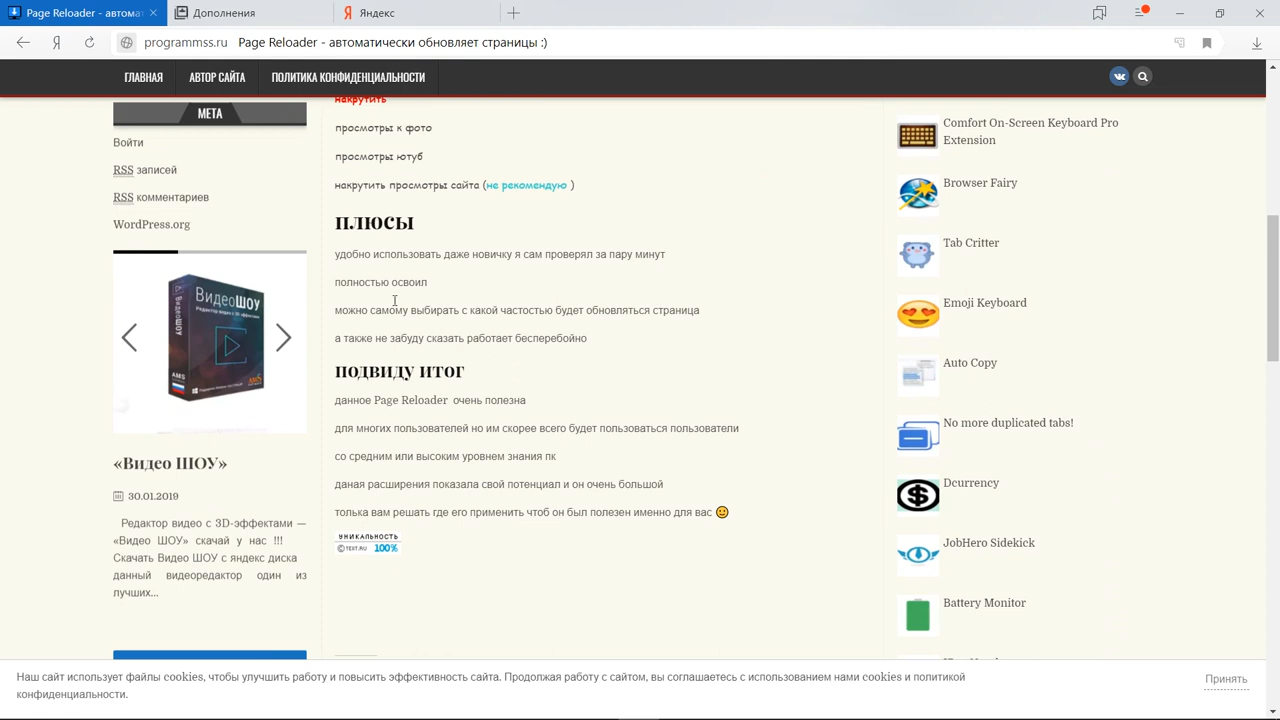 Page Reloader - автомат
Дополнения
Яндекс
programmss.ru Page Reloader - автоматически обновляет страницы :)
ГЛАВНАЯ
АВТОР САЙТА
ПОЛИТИКА КОНФИДЕНЦИАЛЬНОСТИ
МЕТА
Войти
RSS записей
RSS комментариев
WordPress.org
ВидеоШОУ
AMS
«Видео ШОУ»
30.01.2019
Редактор видео с 3D-эффектами —
«Видео ШОУ» скачай у нас !!!
Скачать Видео ШОУ с яндекс диска
данный видеоредактор один из
лучших...
накрутить
просмотры к фото
просмотры ютуб
накрутить просмотры сайта (не рекомендую )
плюсы
удобно использовать даже новичку я сам проверял за пару минут
полностью освоил
можно самому выбирать с какой частостью будет обновляться страница
а также не забуду сказать работает бесперебойно
подвиду итог
данное Page Reloader очень полезна
для многих пользователей но им скорее всего будет пользоваться пользователи
со средним или высоким уровнем знания пк
даная расширения показала свой потенциал и он очень большой
толька вам решать где его применить чтоб он был полезен именно для вас
УНИКАЛЬНОСТЬ
©TEXT.RU 100%
Comfort On-Screen Keyboard Pro
Extension
Browser Fairy
Tab Critter
Emoji Keyboard
Auto Copy
No more duplicated tabs!
Dcurrency
JobHero Sidekick
Battery Monitor
Наш сайт использует файлы cookies, чтобы улучшить работу и повысить эффективность сайта. Продолжая работу с сайтом, вы соглашаетесь с использованием нами cookies и политикой
конфиденциальности.
Принять